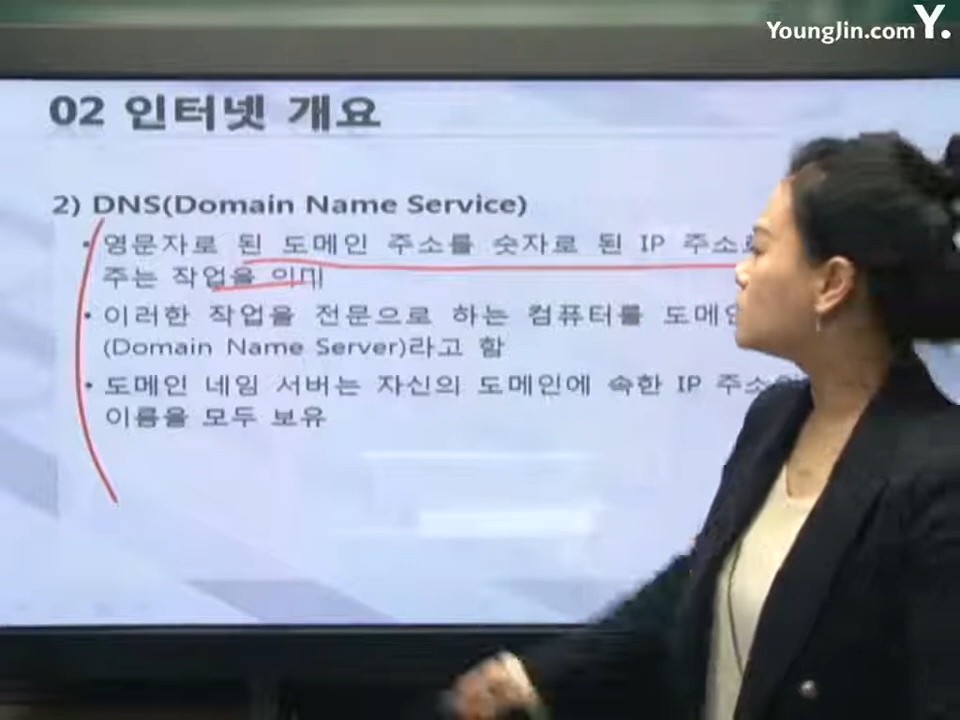 YoungJin.com Y.
02 인터넷 개요
2) DNS(Domain Name Service)
• 영문자로 된 도메인 주소를 숫자로 된 IP 주소로
주는 작업을 의미
• 이러한 작업을 전문으로 하는 컴퓨터를 도메인
(Domain Name Server)라고 함
• 도메인 네임 서버는 자신의 도메인에 속한 IP 주소와
이름을 모두 보유